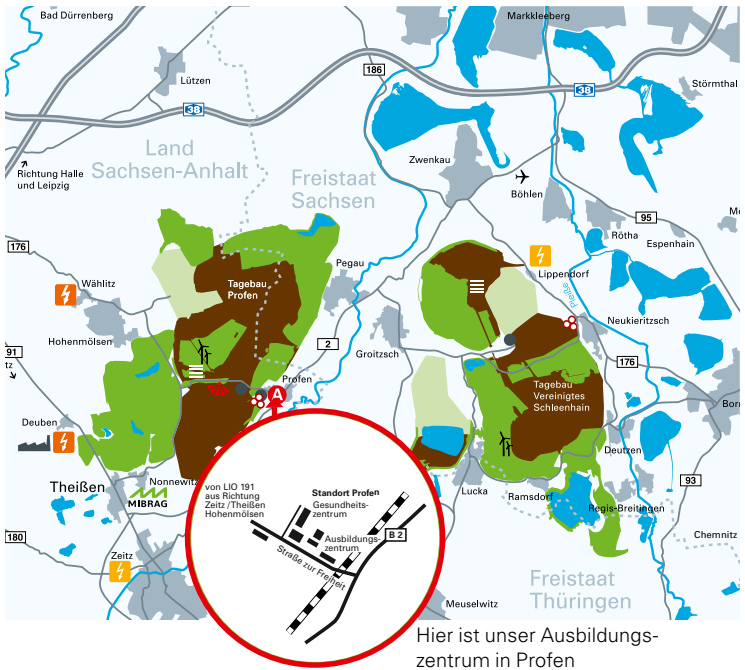 Bad Dürrenberg
Markkleeberg
186
Lützen
Störmthal
38
38
Land
Sachsen-Anhalt
Richtung Halle
und Leipzig
Freistaat
Sachsen
Zwenkau
Böhlen
95
Rötha
Espenhain
176
Tagebau
Profen
Pegau
Lippendorf
Wählitz
Pleiße
Neukieritzsch
Hohenmölsen
2
Groitzsch
91
176
Profen
A
Tagebau
Vereinigtes
Schleenhain
Deuben
Deutzen
Nonnewitz
Theißen
MIBRAG
Lucka
Ramsdorf
93
Regis-Breitingen
von LIO 191
aus Richtung
Zeitz /Theißen
Hohenmölsen
Standort Profen
Gesundheits-
zentrum
Ausbildungs-
zentrum
B 2
Straße zur Freiheit
180
Zeitz
Chemnitz
Freistaat
Thüringen
Meuselwitz
Hier ist unser Ausbildungs-
zentrum in Profen